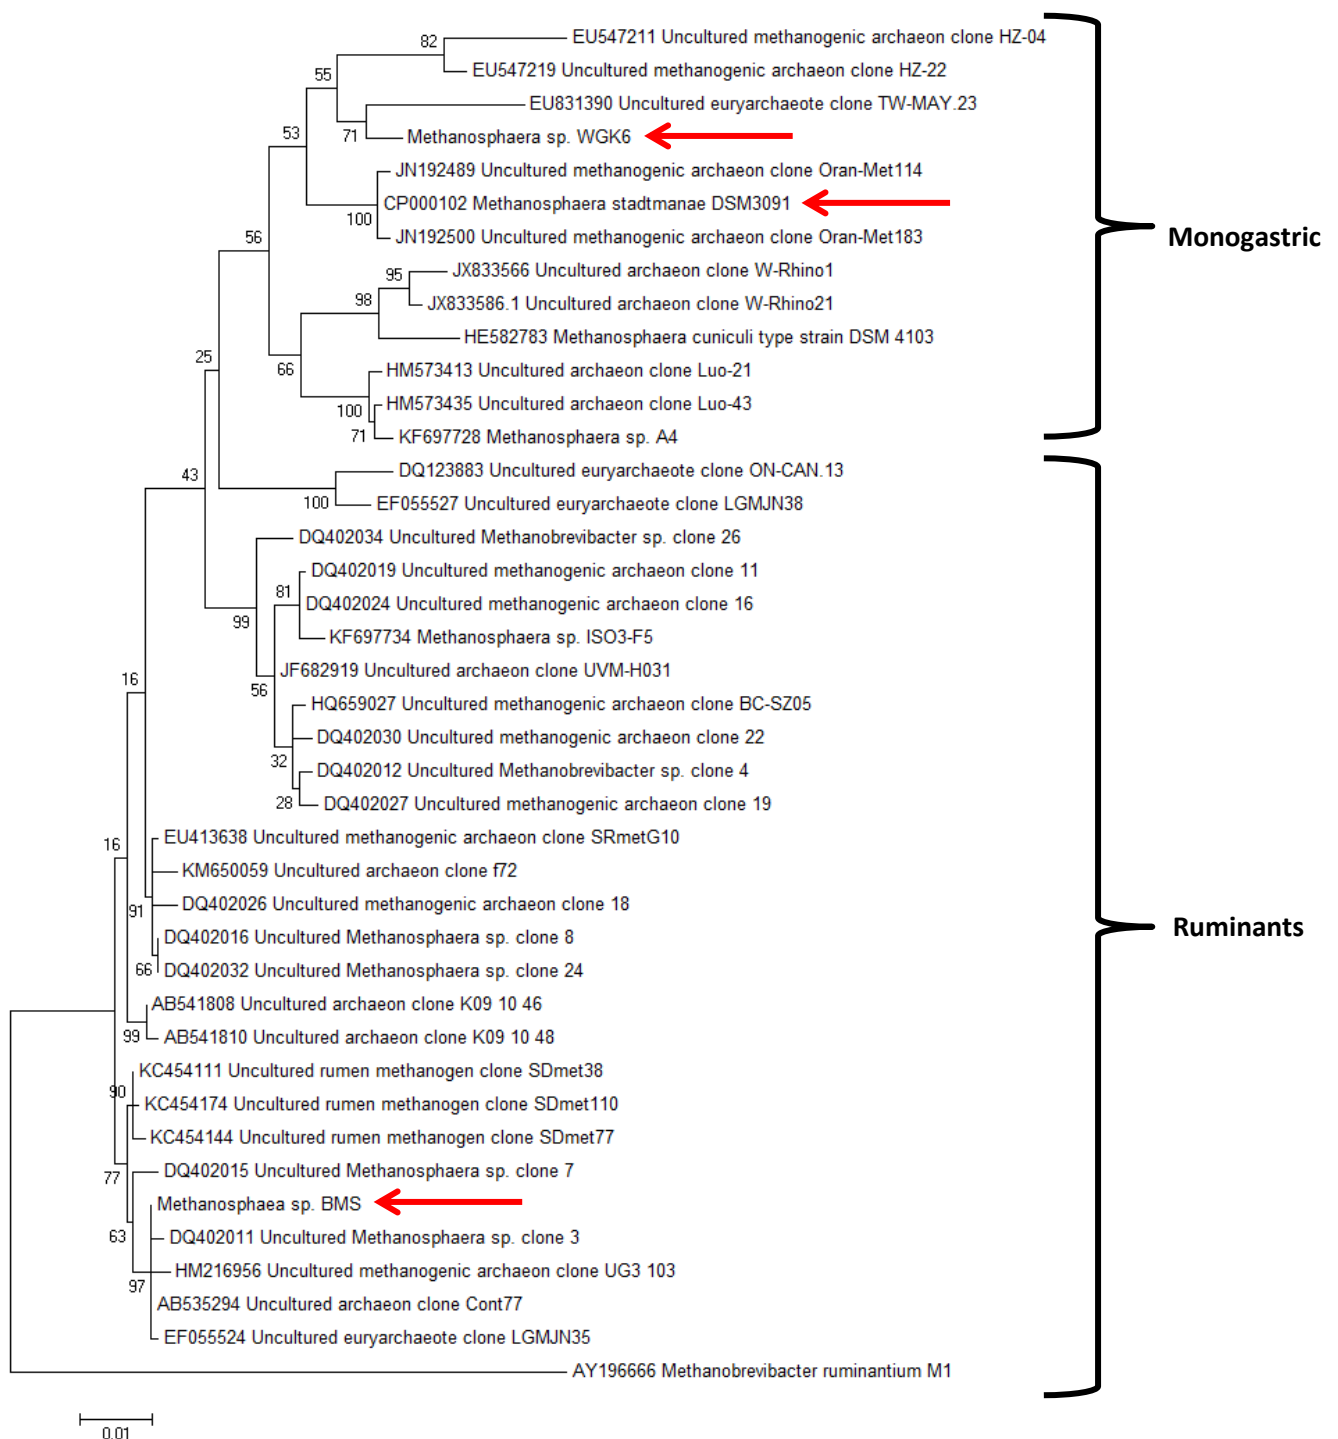 82
EU547211 Uncultured methanogenic archaeon clone HZ-04
55
EU547219 Uncultured methanogenic archaeon clone HZ-22
EU831390 Uncultured euryarchaeote clone TW-MAY.23
53
71
Methanosphaera sp. WGK6
JN192489 Uncultured methanogenic archaeon clone Oran-Met114
CP000102 Methanosphaera stadtmanae DSM3091
100
JN192500 Uncultured methanogenic archaeon clone Oran-Met183
Monogastric
56
95
JX833566 Uncultured archaeon clone W-Rhino1
98
JX833586.1 Uncultured archaeon clone W-Rhino21
HE582783 Methanosphaera cuniculi type strain DSM 4103
25
66
HM573413 Uncultured archaeon clone Luo-21
100
HM573435 Uncultured archaeon clone Luo-43
71
KF697728 Methanosphaera sp. A4
43
DQ123883 Uncultured euryarchaeote clone ON-CAN.13
100
EF055527 Uncultured euryarchaeote clone LGMJN38
DQ402034 Uncultured Methanobrevibacter sp. clone 26
DQ402019 Uncultured methanogenic archaeon clone 11
81
DQ402024 Uncultured methanogenic archaeon clone 16
99
KF697734 Methanosphaera sp. ISO3-F5
16
JF682919 Uncultured archaeon clone UVM-H031
56
HQ659027 Uncultured methanogenic archaeon clone BC-SZ05
DQ402030 Uncultured methanogenic archaeon clone 22
32
DQ402012 Uncultured Methanobrevibacter sp. clone 4
28
DQ402027 Uncultured methanogenic archaeon clone 19
16
EU413638 Uncultured methanogenic archaeon clone SRmetG10
KM650059 Uncultured archaeon clone f72
91
DQ402026 Uncultured methanogenic archaeon clone 18
Ruminants
DQ402016 Uncultured Methanosphaera sp. clone 8
66
DQ402032 Uncultured Methanosphaera sp. clone 24
AB541808 Uncultured archaeon clone K09 10 46
99
AB541810 Uncultured archaeon clone K09 10 48
KC454111 Uncultured rumen methanogen clone SDmet38
90
KC454174 Uncultured rumen methanogen clone SDmet110
KC454144 Uncultured rumen methanogen clone SDmet77
77
DQ402015 Uncultured Methanosphaera sp. clone 7
Methanosphaea sp. BMS
63
DQ402011 Uncultured Methanosphaera sp. clone 3
HM216956 Uncultured methanogenic archaeon clone UG3 103
97
AB535294 Uncultured archaeon clone Cont77
EF055524 Uncultured euryarchaeote clone LGMJN35
AY196666 Methanobrevibacter ruminantium M1
0.01